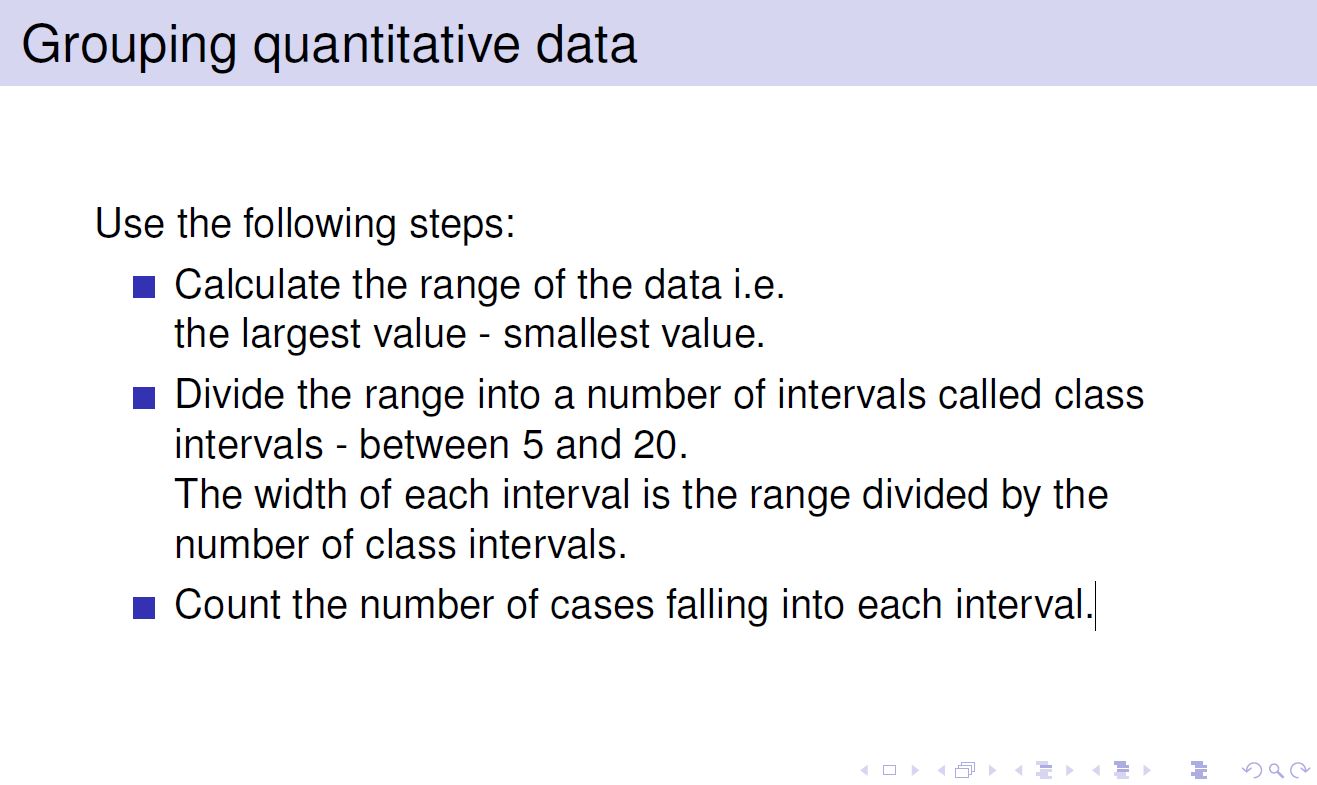 Grouping quantitative data
Use the following steps:
Calculate the range of the data i.e.
the largest value - smallest value.
Divide the range into a number of intervals called class
intervals - between 5 and 20.
The width of each interval is the range divided by the
number of class intervals.
Count the number of cases falling into each interval.